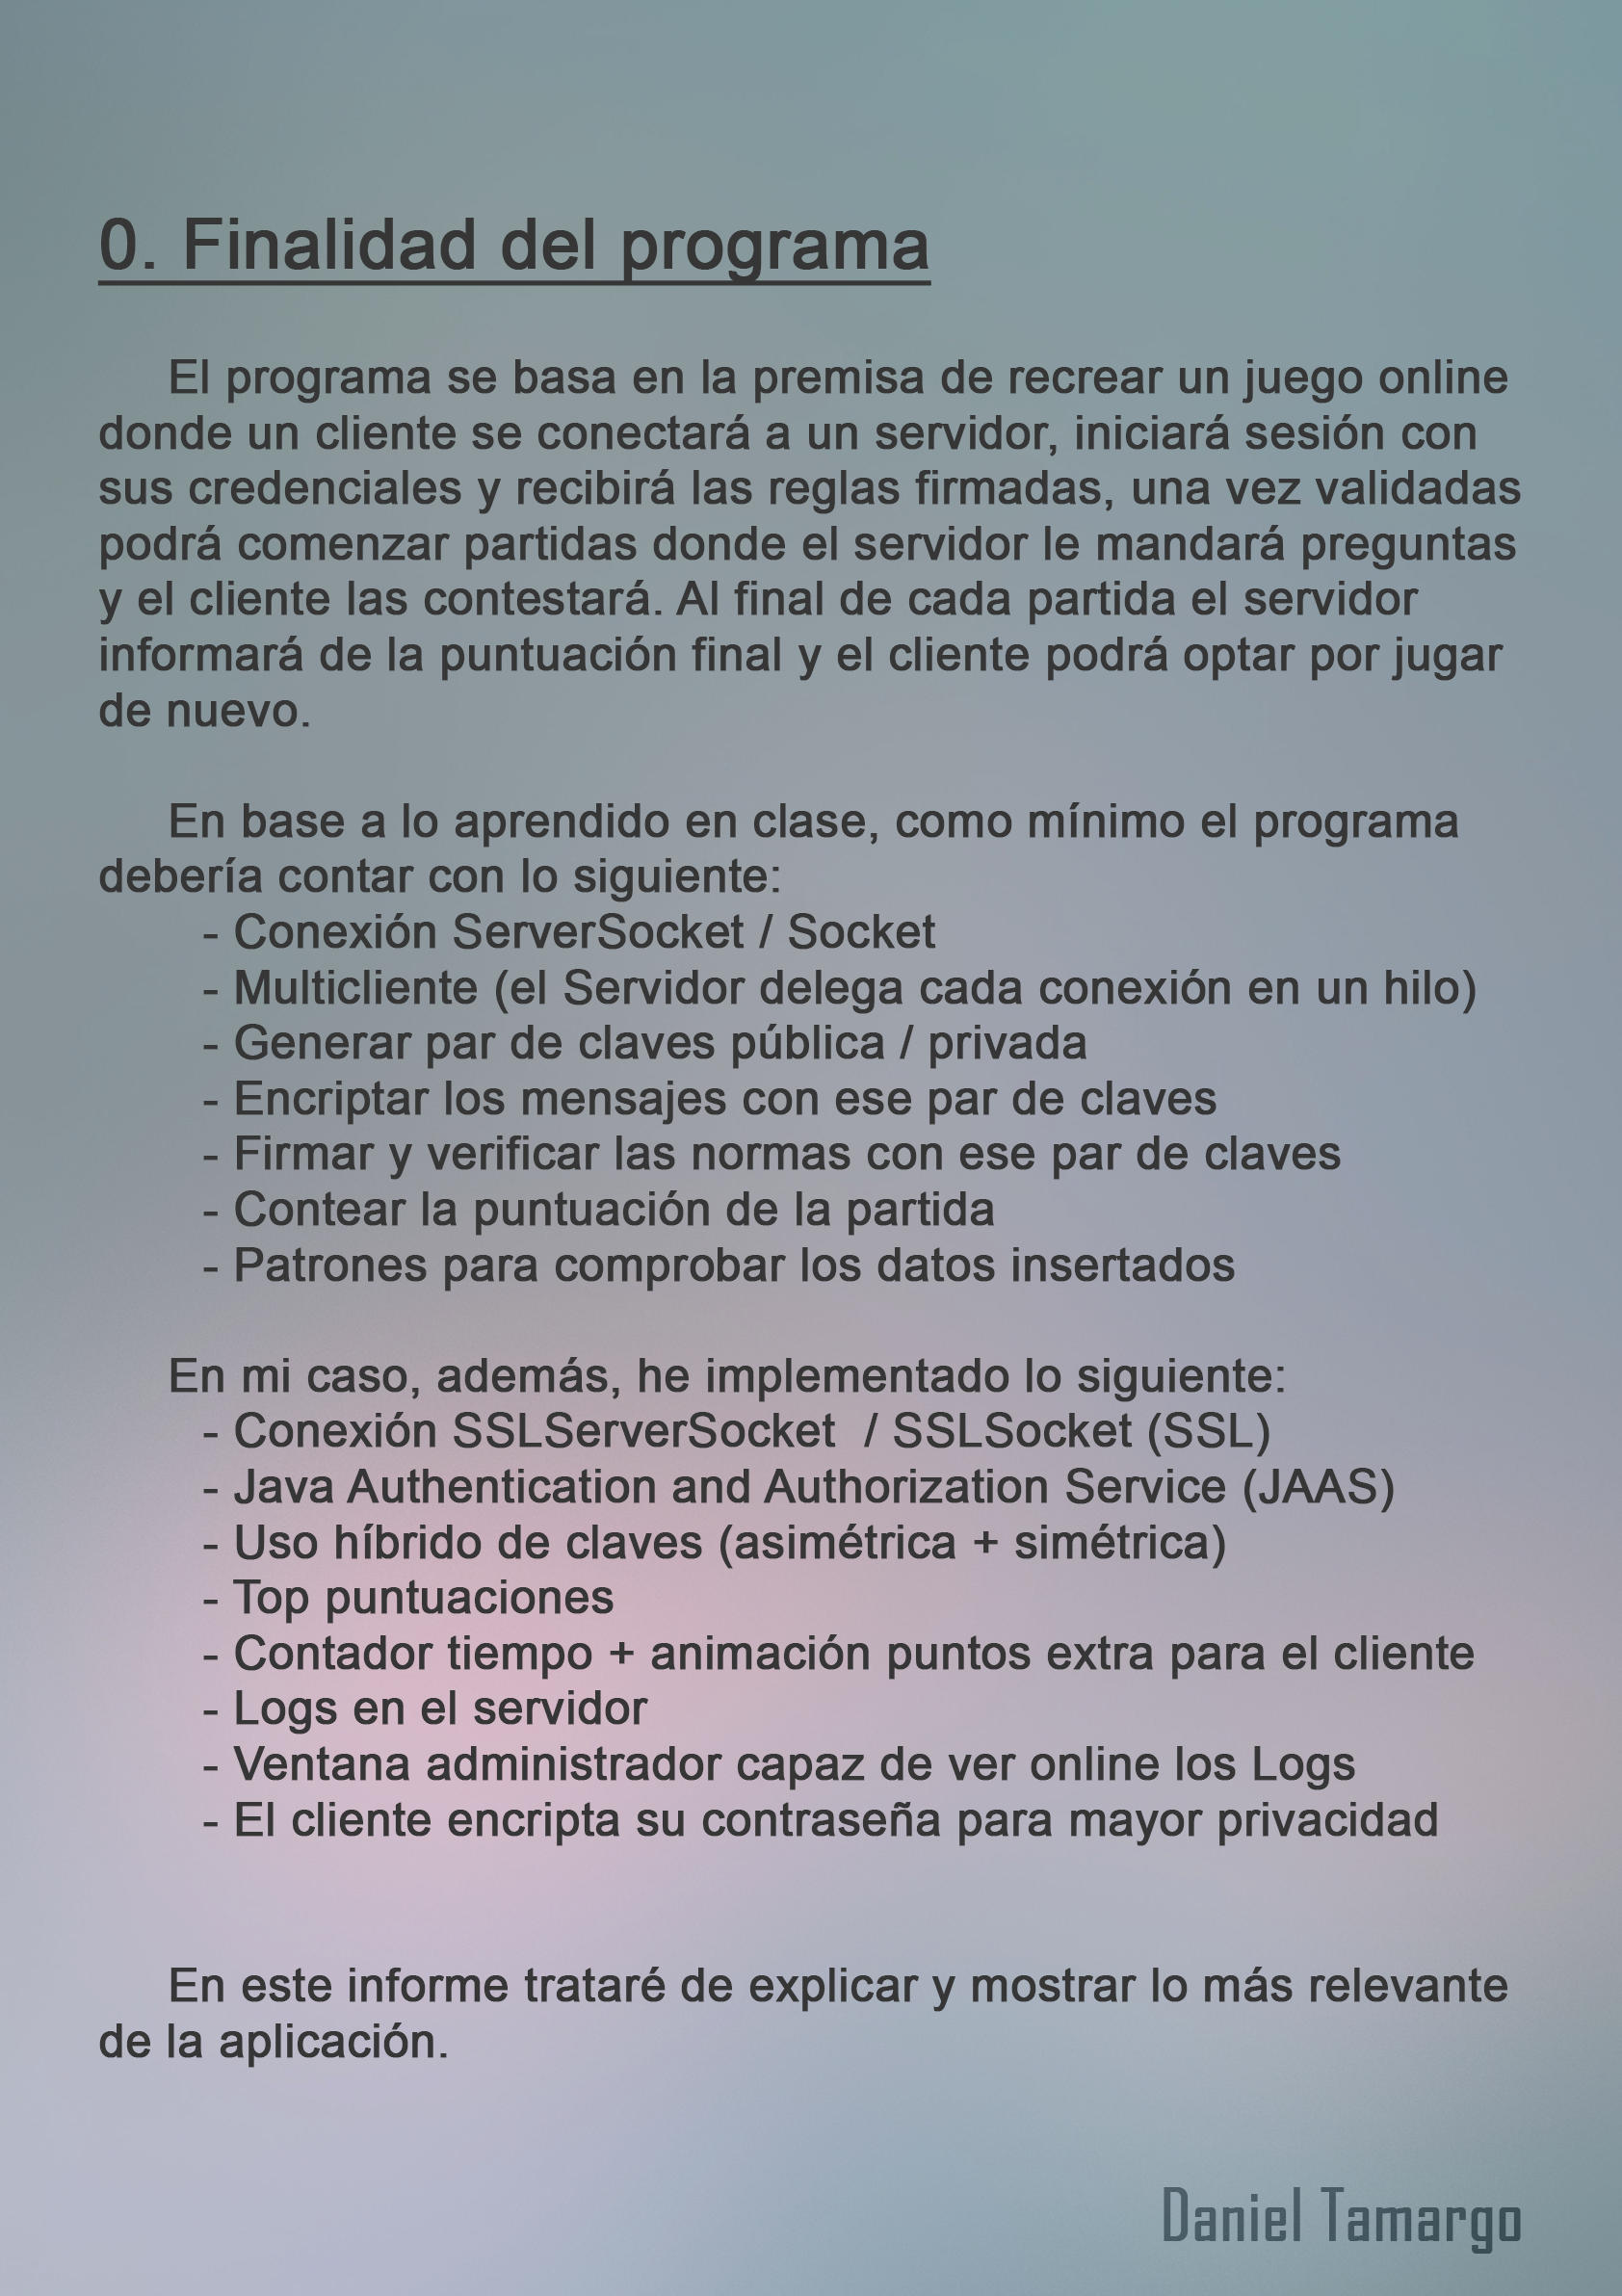 0. Finalidad del programa
El programa se basa en la premisa de recrear un juego online
donde un cliente se conectará a un servidor, iniciará sesión con
sus credenciales y recibirá las reglas firmadas, una vez validadas
podrá comenzar partidas donde el servidor le mandará preguntas
y el cliente las contestará. Al final de cada partida el servidor
informará de la puntuación final y el cliente podrá optar por jugar
de nuevo.
En base a lo aprendido en clase, como mínimo el programa
debería contar con lo siguiente:
- Conexión ServerSocket / Socket
- Multicliente (el Servidor delega cada conexión en un hilo)
- Generar par de claves pública / privada
- Encriptar los mensajes con ese par de claves
- Firmar y verificar las normas con ese par de claves
- Contear la puntuación de la partida
- Patrones para comprobar los datos insertados
En mi caso, además, he implementado lo siguiente:
- Conexión SSLServerSocket  / SSLSocket (SSL)
- Java Authentication and Authorization Service (JAAS)
- Uso híbrido de claves (asimétrica + simétrica)
- Top puntuaciones
- Contador tiempo + animación puntos extra para el cliente
- Logs en el servidor
- Ventana administrador capaz de ver online los Logs
- El cliente encripta su contraseña para mayor privacidad
En este informe trataré de explicar y mostrar lo más relevante
de la aplicación.
Daniel Tamargo